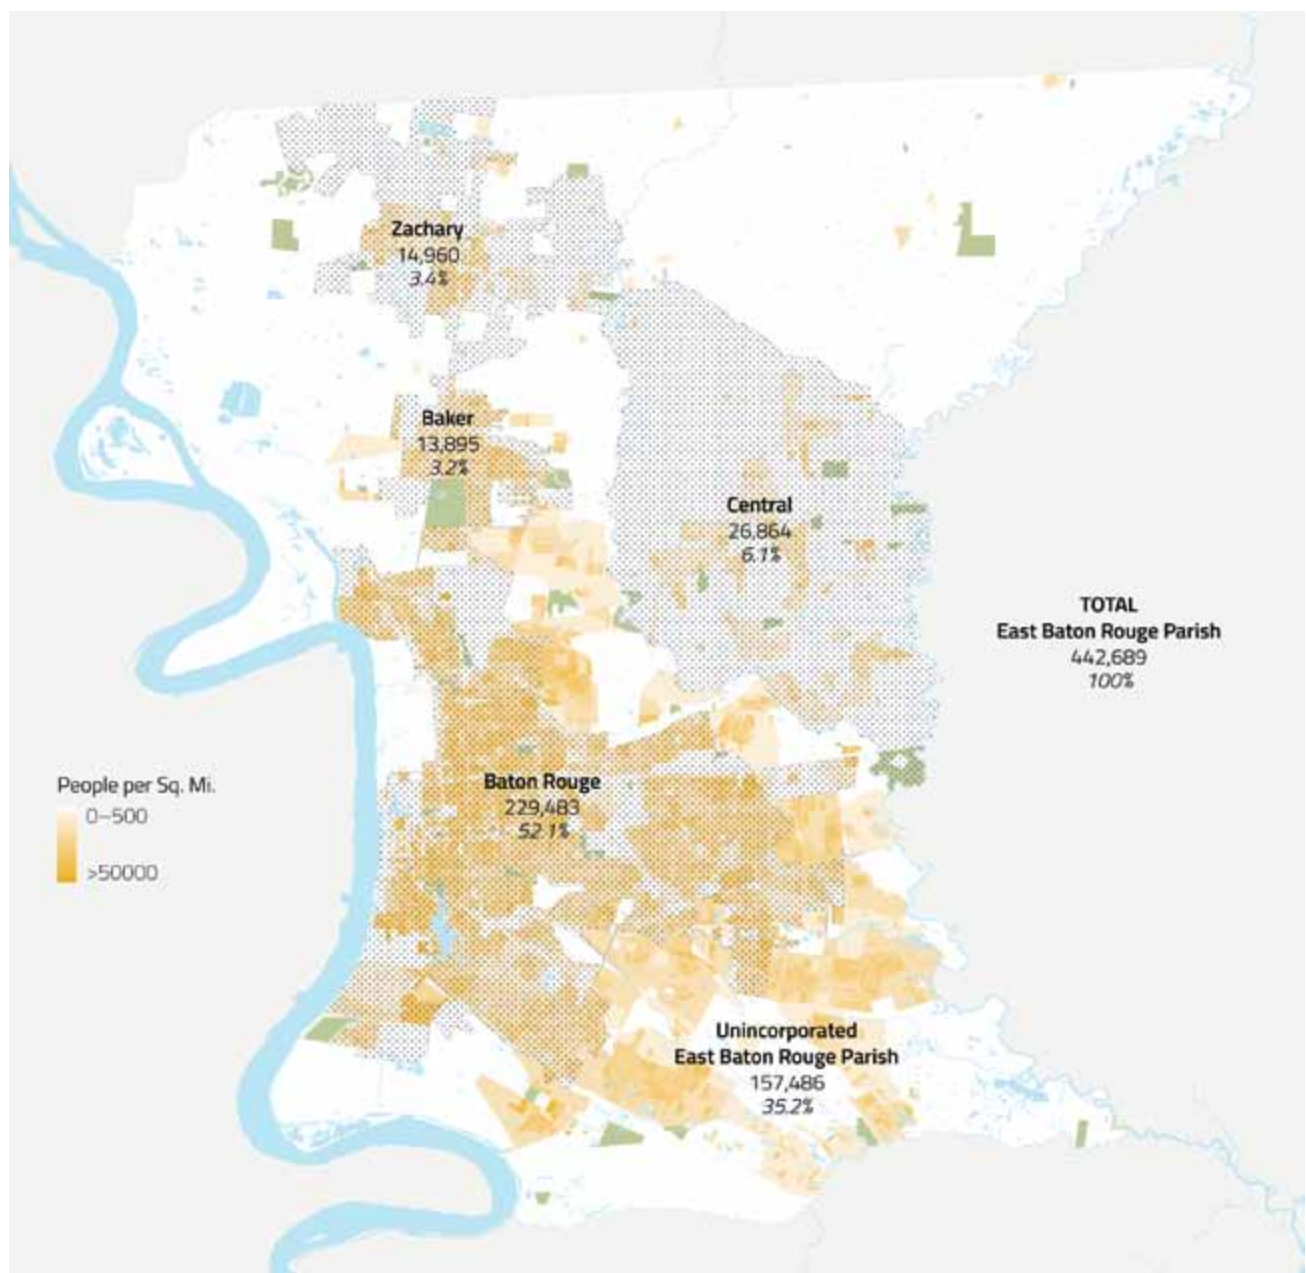 Zachary
14,960
3.4%
Baker
13,895
3.2%
Central
26,864
6.1%
TOTAL
East Baton Rouge Parish
442,689
100%
People per Sq. Mi.
0–500
>50000
Baton Rouge
229,483
52.1%
Unincorporated
East Baton Rouge Parish
157,486
35.2%